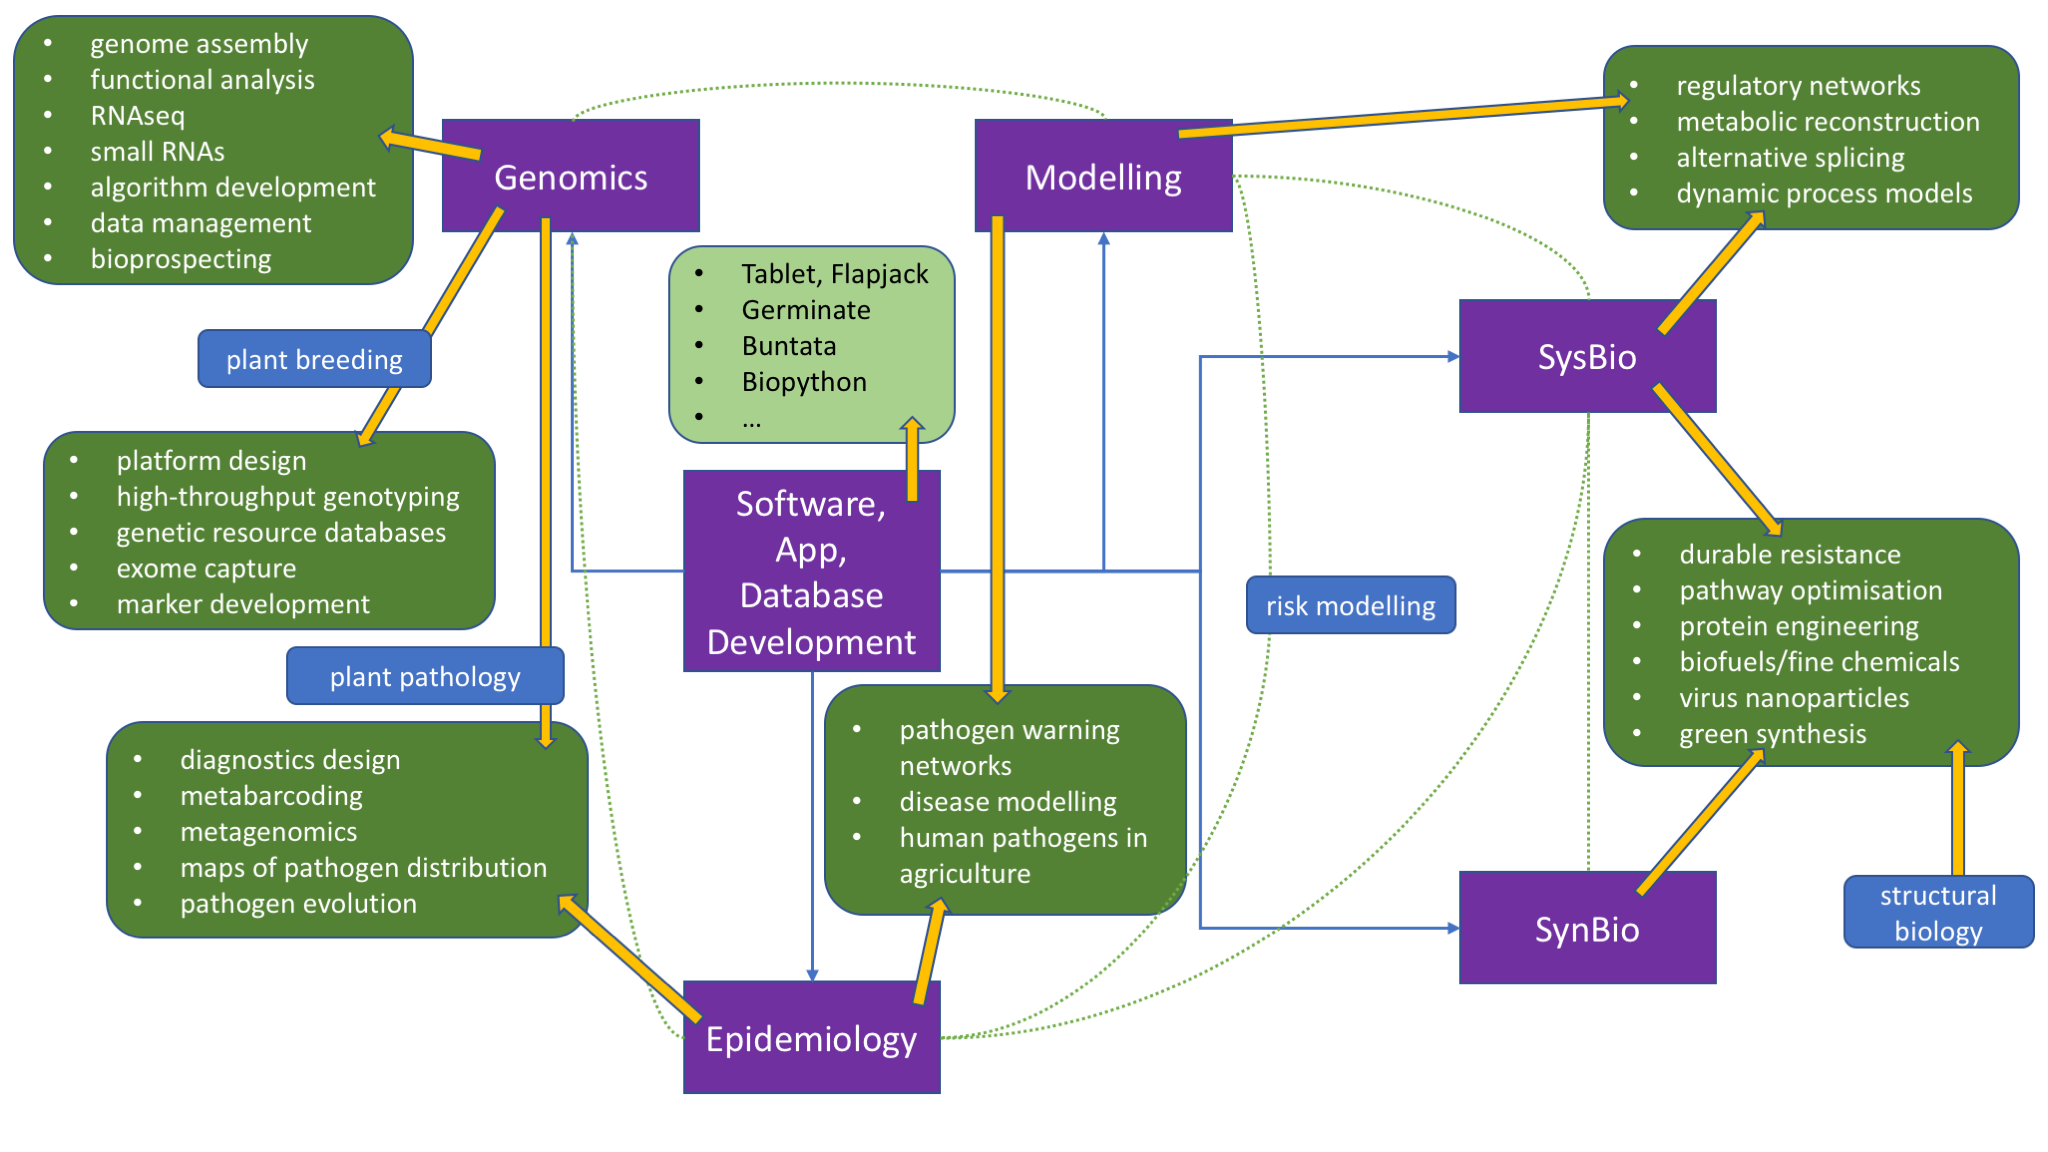 • genome assembly
• functional analysis
• RNAseq
• small RNAs
• algorithm development
• data management
• bioprospecting
Genomics
Modelling
• regulatory networks
• metabolic reconstruction
• alternative splicing
• dynamic process models
• Tablet, Flapjack
• Germinate
• Buntata
• Biopython
• ...
plant breeding
SysBio
• platform design
• high-throughput genotyping
• genetic resource databases
• exome capture
• marker development
Software,
App,
Database
Development
risk modelling
• durable resistance
• pathway optimisation
• protein engineering
• biofuels/fine chemicals
• virus nanoparticles
• green synthesis
plant pathology
• diagnostics design
• metabarcoding
• metagenomics
• maps of pathogen distribution
• pathogen evolution
• pathogen warning
networks
• disease modelling
• human pathogens in
agriculture
SynBio
structural
biology
Epidemiology